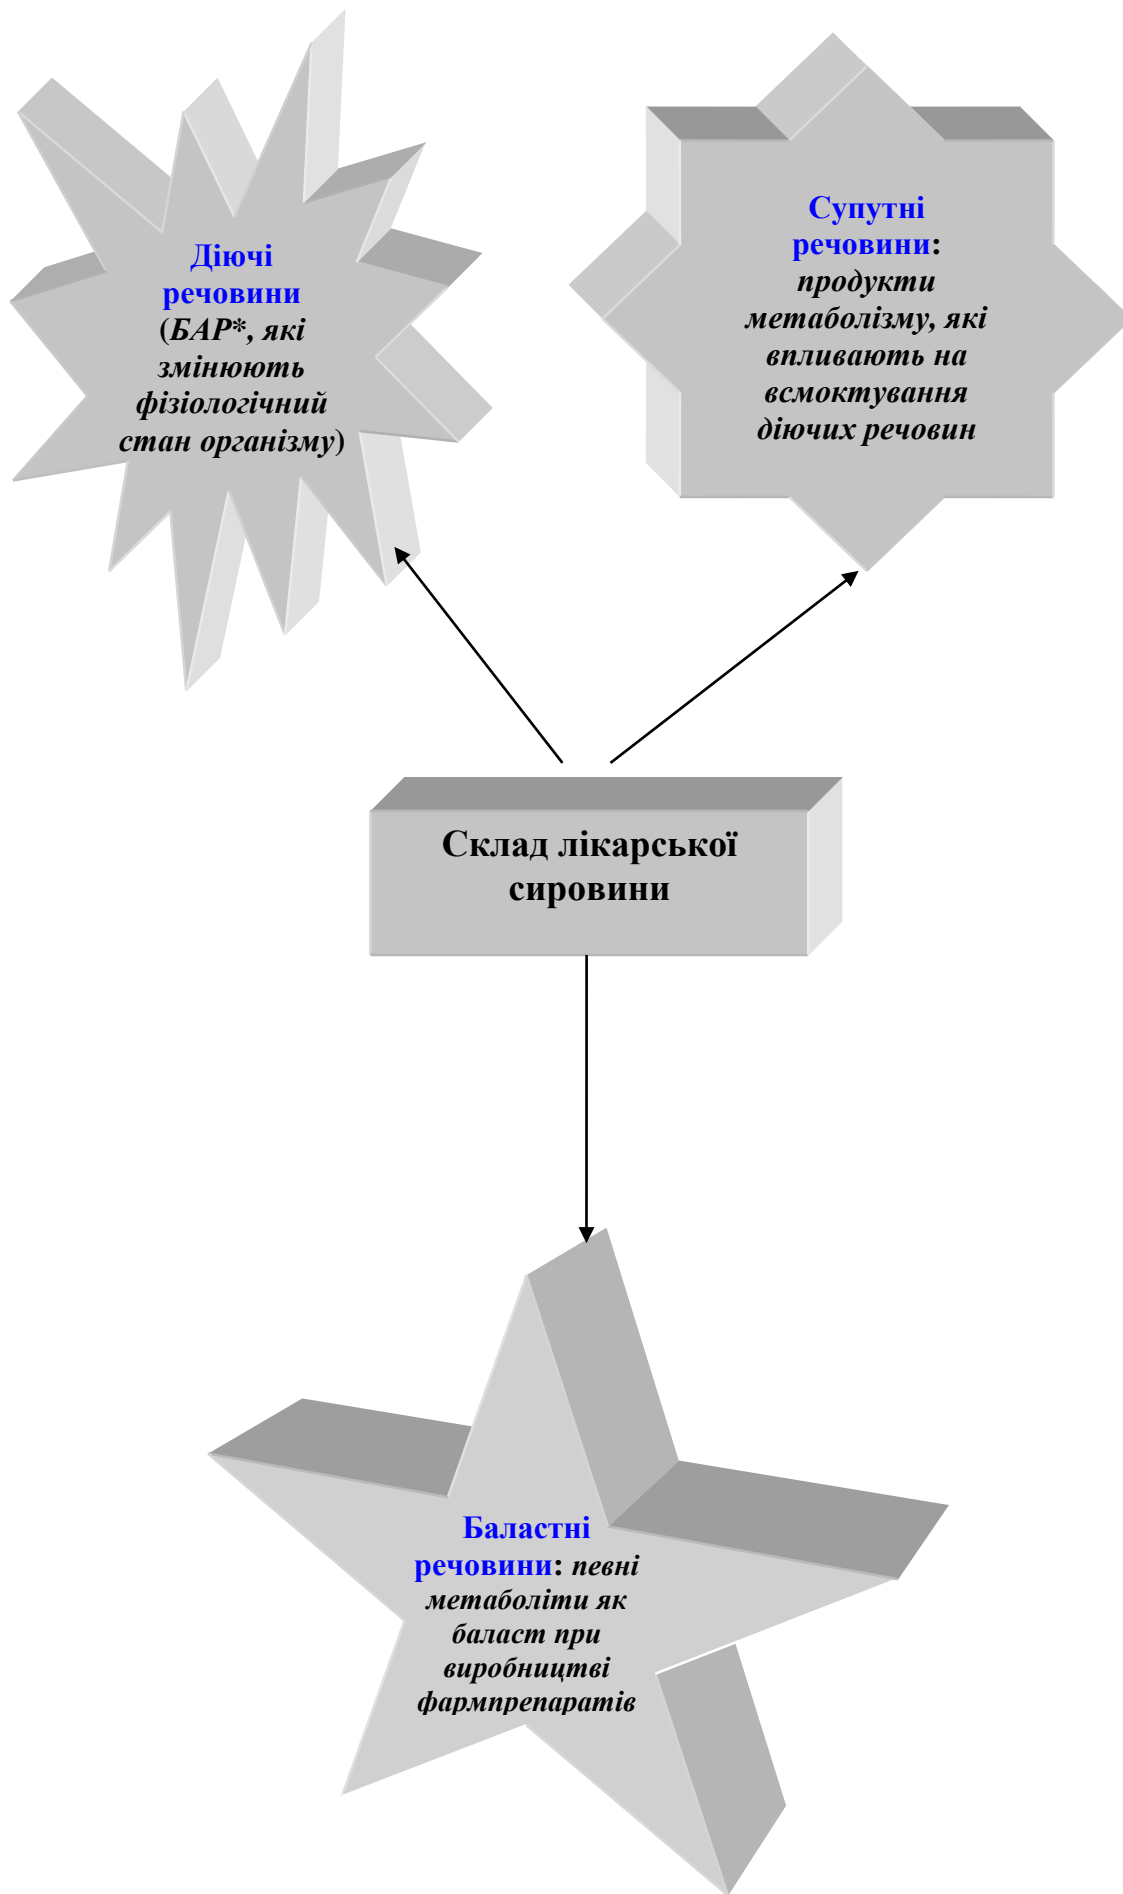 Діючі
речовини
(БАР*, які
змінюють
фізіологічний
стан організму)
Супутні
речовини:
продукти
метаболізму, які
впливають на
всмоктування
діючих речовин
Склад лікарської
сировини
Баластні
речовини: певні
метаболіти як
баласт при
виробництві
фармпрепаратів